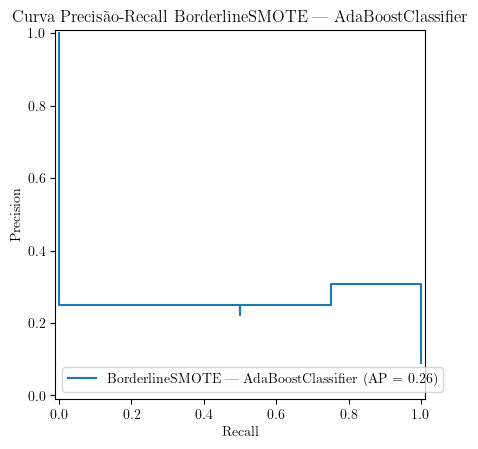 Curva Precisão-Recall BorderlineSMOTE — AdaBoostClassifier
1.0
0.8
0.6
0.4
0.2
0.0
Precision
BorderlineSMOTE — AdaBoostClassifier (AP = 0.26)
0.0 0.2 0.4 0.6 0.8 1.0
Recall